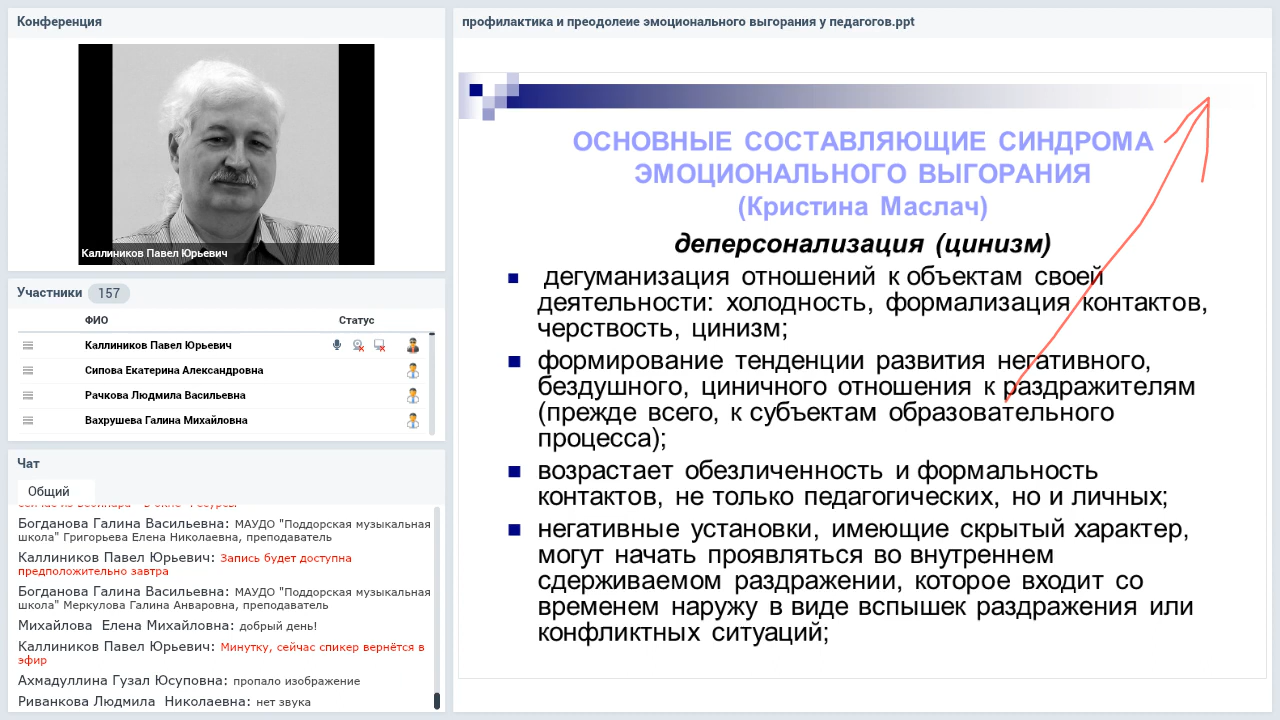 Конференция
Каллиников Павел Юрьевич
Участники 157
ФИО Статус
Каллиников Павел Юрьевич
Сипова Екатерина Александровна
Рачкова Людмила Васильевна
Вахрушева Галина Михайловна
Чат
Общий
Богданова Галина Васильевна: МАУДО "Поддорская музыкальная
школа" Григорьева Елена Николаевна, преподаватель
Каллиников Павел Юрьевич: Запись будет доступна
предположительно завтра
Богданова Галина Васильевна: МАУДО "Поддорская музыкальная
школа" Меркулова Галина Анваровна, преподаватель
Михайлова Елена Михайловна: добрый день!
Каллиников Павел Юрьевич: Минутку, сейчас спикер вернётся в
эфир
Ахмадуллина Гузал Юсуповна: пропало изображение
Риванкова Людмила Николаевна: нет звука
профилактика и преодолеие эмоционального выгорания у педагогов.ppt
ОСНОВНЫЕ СОСТАВЛЯЮЩИЕ СИНДРОМА
ЭМОЦИОНАЛЬНОГО ВЫГОРАНИЯ
(Кристина Маслач)
деперсонализация (цинизм)
дегуманизация отношений к объектам своей
деятельности: холодность, формализация контактов,
черствость, цинизм;
формирование тенденции развития негативного,
бездушного, циничного отношения к раздражителям
(прежде всего, к субъектам образовательного
процесса);
возрастает обезличенность и формальность
контактов, не только педагогических, но и личных;
негативные установки, имеющие скрытый характер,
могут начать проявляться во внутреннем
сдерживаемом раздражении, которое входит со
временем наружу в виде вспышек раздражения или
конфликтных ситуаций;